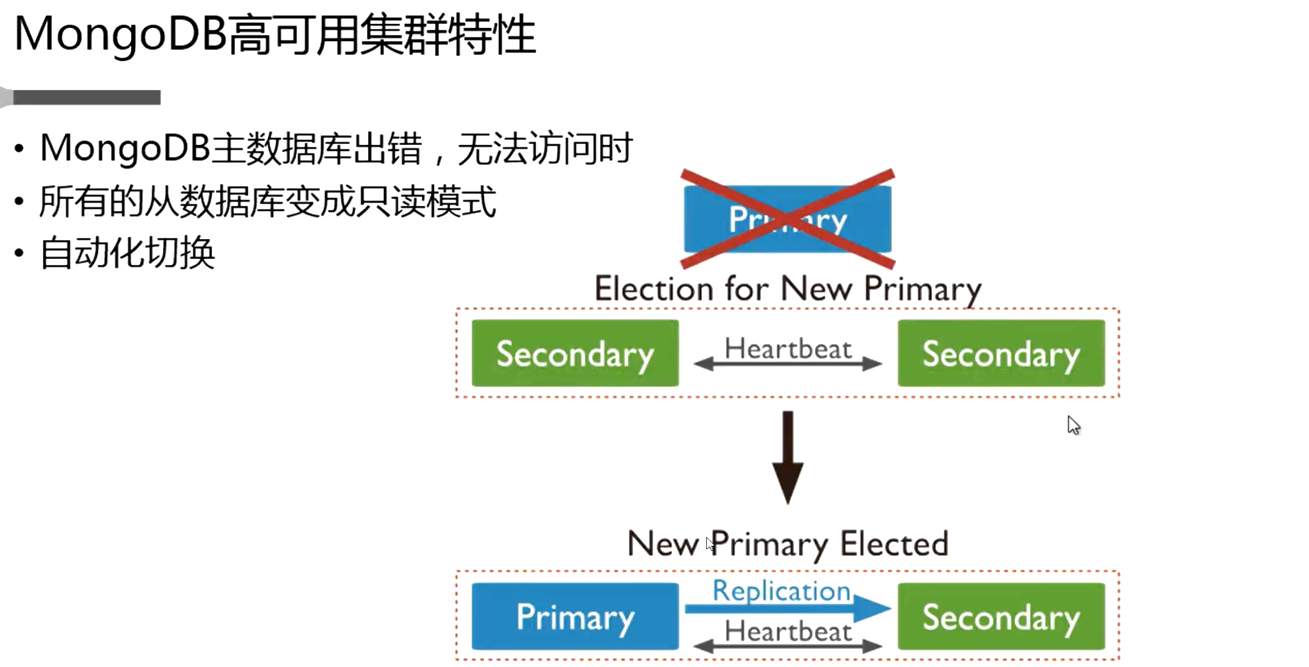 MongoDB高可用集群特性
• MongoDB主数据库出错，无法访问时
• 所有的从数据库变成只读模式
• 自动化切换
Primary
Election for New Primary
Secondary
Heartbeat
Secondary
New Primary Elected
Primary
Replication
Heartbeat
Secondary